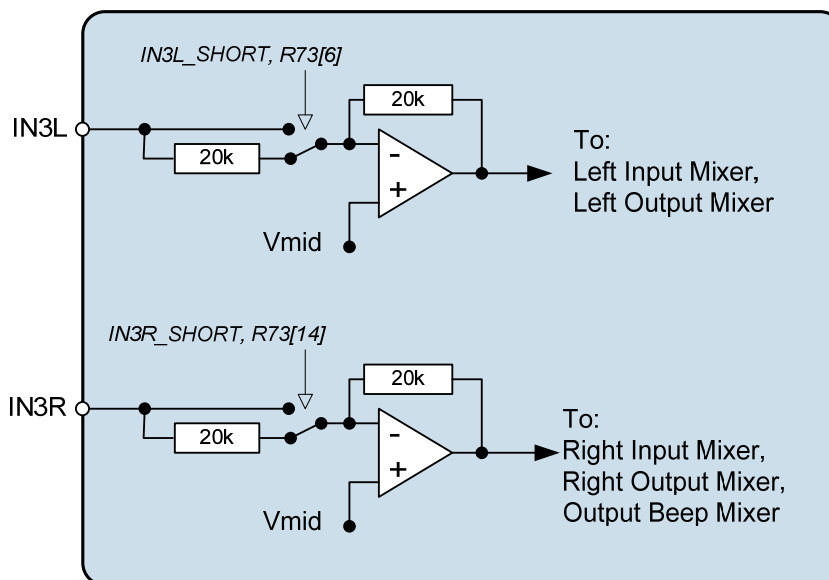 IN3L_SHORT, R73[6]
20k
IN3L
20k
-
+
To:
Left Input Mixer,
Left Output Mixer
Vmid
IN3R_SHORT, R73[14]
20k
IN3R
20k
-
+
To:
Right Input Mixer,
Right Output Mixer,
Output Beep Mixer
Vmid